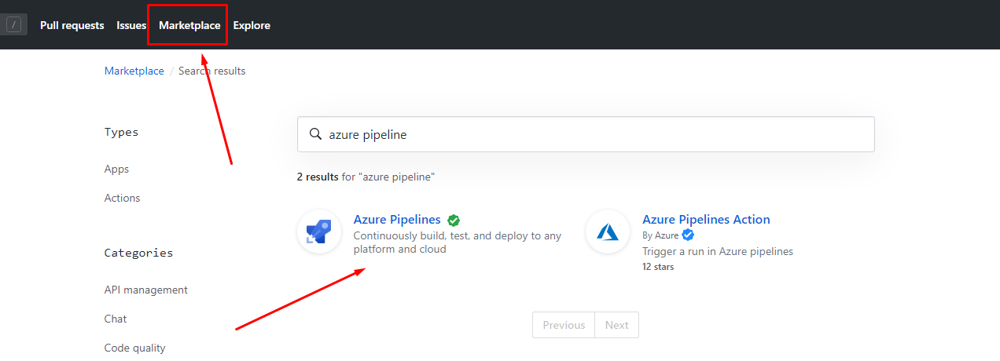 / Pull requests Issues Marketplace Explore
Marketplace / Search results
Types
Apps
Actions
Categories
API management
Chat
Code quality
azure pipeline
2 results for "azure pipeline"
Azure Pipelines
Continuously build, test, and deploy to any
platform and cloud
Azure Pipelines Action
By Azure
Trigger a run in Azure pipelines
12 stars
Previous Next